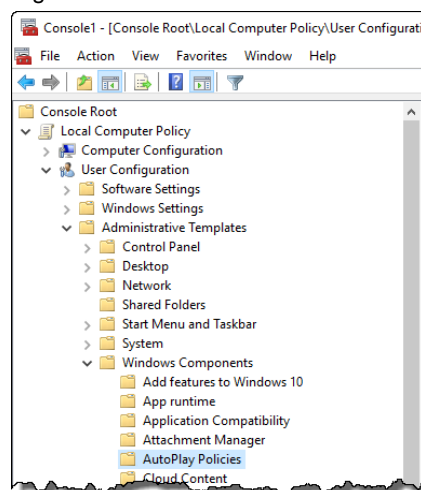 Console1 - [Console Root\Local Computer Policy\User Configurati
File Action View Favorites Window Help
Console Root
Local Computer Policy
Computer Configuration
User Configuration
Software Settings
Windows Settings
Administrative Templates
Control Panel
Desktop
Network
Shared Folders
Start Menu and Taskbar
System
Windows Components
Add features to Windows 10
App runtime
Application Compatibility
Attachment Manager
AutoPlay Policies
Cloud Content